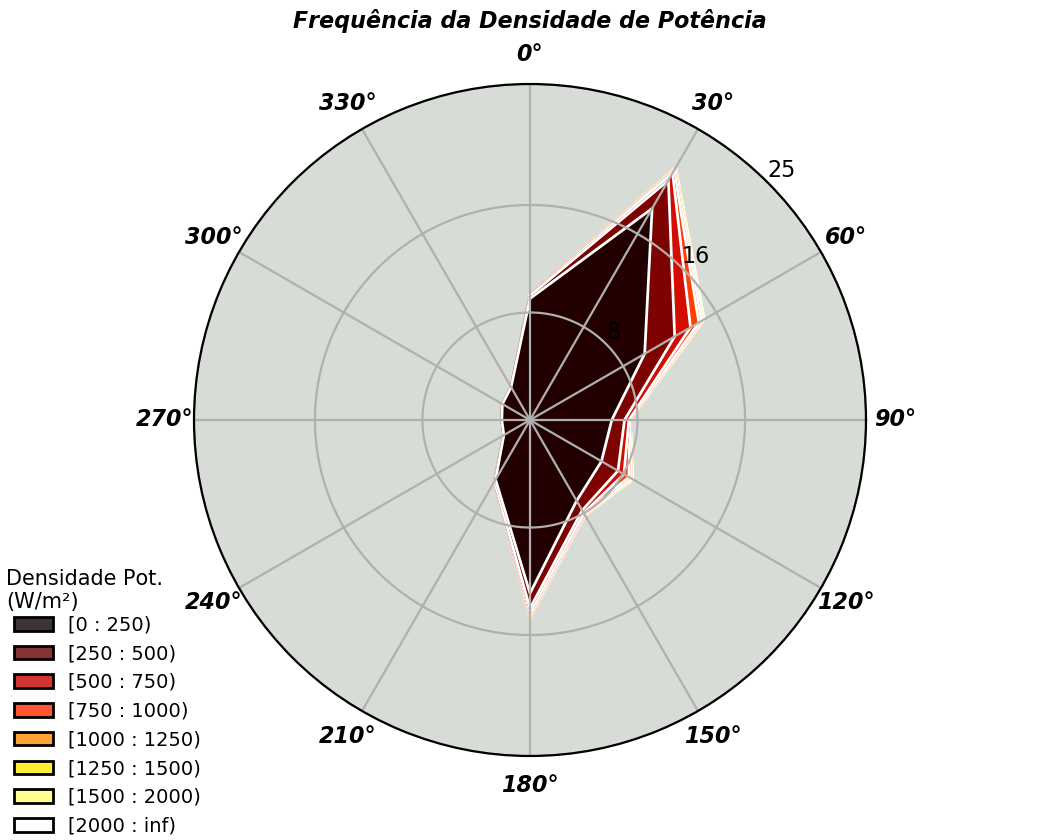 Frequência da Densidade de Potência
0°
330°
30°
25
300°
60°
16
8
270°
90°
240°
120°
210°
150°
180°
Densidade Pot.
(W/m²)
[0 : 250)
[250 : 500)
[500 : 750)
[750 : 1000)
[1000 : 1250)
[1250 : 1500)
[1500 : 2000)
[2000 : inf)